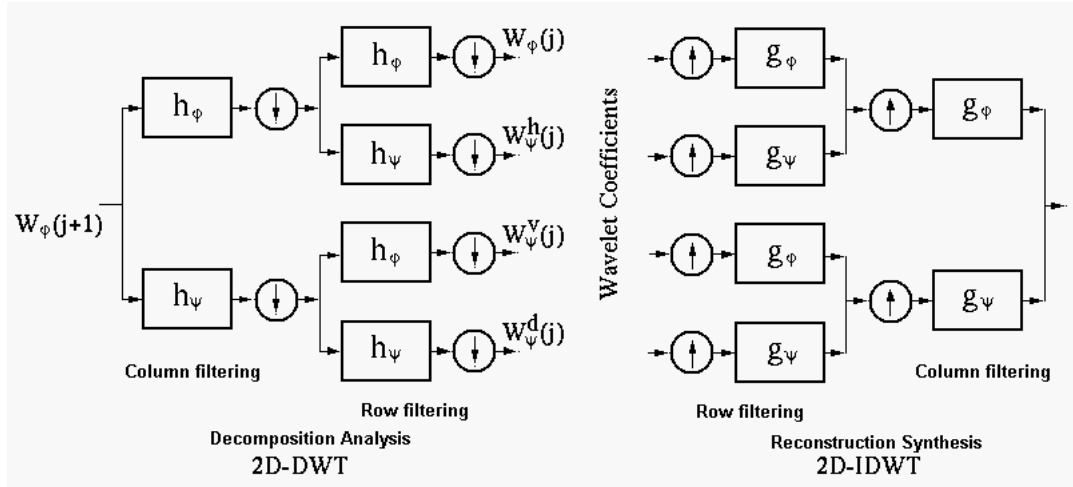 W_φ(j+1)
h_φ
h_ψ
Column filtering
h_φ
h_ψ
h_φ
h_ψ
Row filtering
W_φ(j)
W_ψ^h(j)
W_ψ^v(j)
W_ψ^d(j)
Decomposition Analysis
2D-DWT
Wavelet Coefficients
g_φ
g_ψ
g_φ
g_ψ
Row filtering
g_φ
g_ψ
Column filtering
Reconstruction Synthesis
2D-IDWT